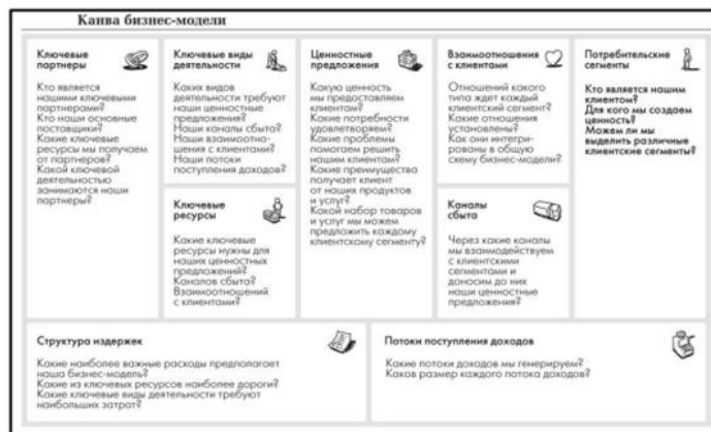 Канва бизнес-модели
Ключевые
партнеры
Кто является
нашими ключевыми
партнерами?
Кто наши основные
поставщики?
Какие ключевые
ресурсы мы получаем
от партнеров?
Какой ключевой
деятельностью
занимаются наши
партнеры?
Ключевые виды
деятельности
Каких видов
деятельности требуют
наши ценностные
предложения?
Наши каналы сбыта?
Наши взаимоотно-
шения с клиентами?
Наши потоки
поступления доходов?
Ключевые
ресурсы
Какие ключевые
ресурсы нужны для
наших ценностных
предложений?
Каналов сбыта?
Взаимоотношений
с клиентами?
Ценностные
предложения
Какую ценность
мы предоставляем
клиентам?
Какие потребности
удовлетворяем?
Какие проблемы
помогаем решить
нашим клиентам?
Какие преимущества
получает клиент
от наших продуктов
и услуг?
Какой набор товаров
и услуг мы можем
предложить каждому
клиентскому сегменту?
Взаимоотношения
с клиентами
Отношений какого
типа ждет каждый
клиентский сегмент?
Какие отношения
установлены?
Как они интегри-
рованы в общую
схему бизнес-модели?
Каналы
сбыта
Через какие каналы
мы взаимодействуем
с клиентскими
сегментами и
доносим до них
наши ценностные
предложения?
Потребительские
сегменты
Кто является нашим
клиентом?
Для кого мы создаем
ценность?
Можем ли мы
выделить различные
клиентские сегменты?
Структура издержек
Какие наиболее важные расходы предполагает
наша бизнес-модель?
Какие из ключевых ресурсов наиболее дороги?
Какие ключевые виды деятельности требуют
наибольших затрат?
Потоки поступления доходов
Какие потоки доходов мы генерируем?
Каков размер каждого потока доходов?